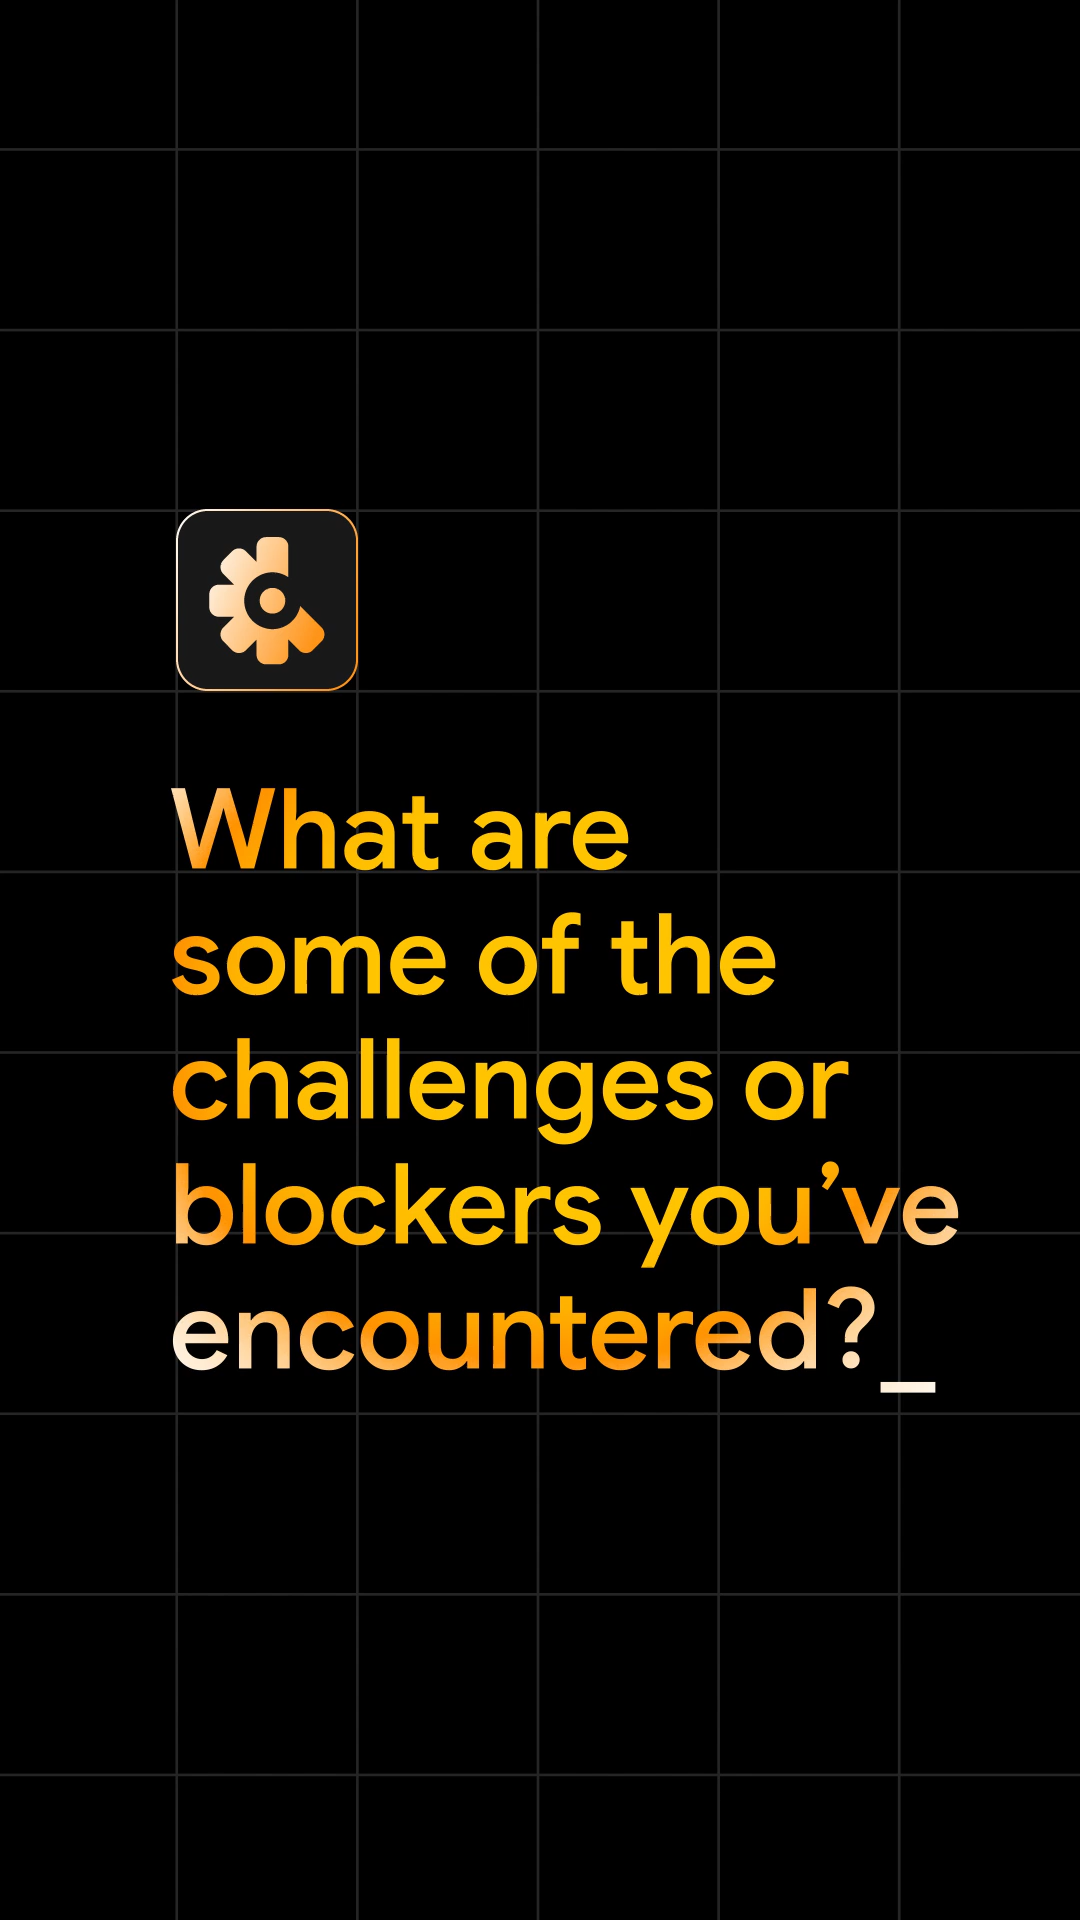 What are
some of the
challenges or
blockers you’ve
encountered?_